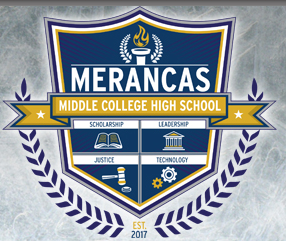 MERANCAS
MIDDLE COLLEGE HIGH SCHOOL
SCHOLARSHIP LEADERSHIP
JUSTICE TECHNOLOGY
EST.
2017